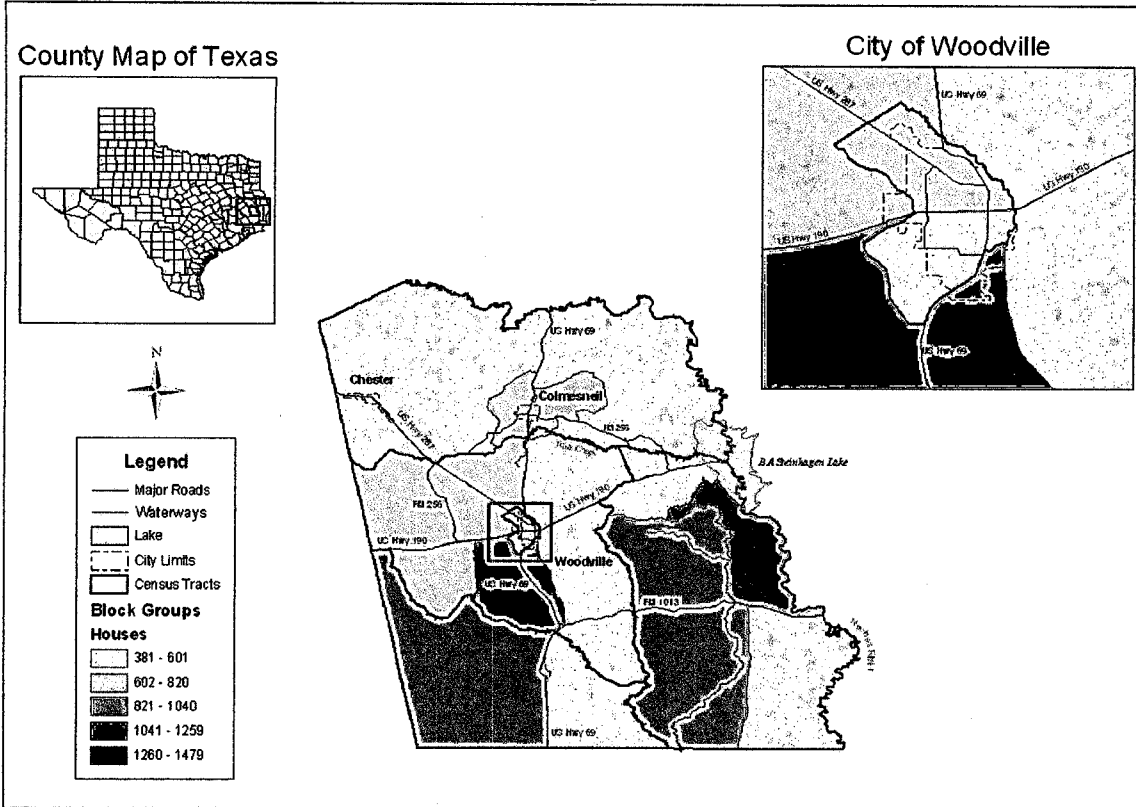 County Map of Texas
City of Woodville
US Hwy 287
US Hwy 69
US Hwy 190
US Hwy 190
US Hwy 69
N
Legend
Major Roads
Waterways
Lake
City Limits
Census Tracts
Block Groups
Houses
381 - 601
602 - 820
821 - 1040
1041 - 1259
1260 - 1479
US Hwy 69
Chester
Colmesneil
US Hwy 287
FM 256
B.A Steinhagen Lake
FM 256
US Hwy 190
US Hwy 190
Woodville
US Hwy 69
FM 1013
US Hwy 69